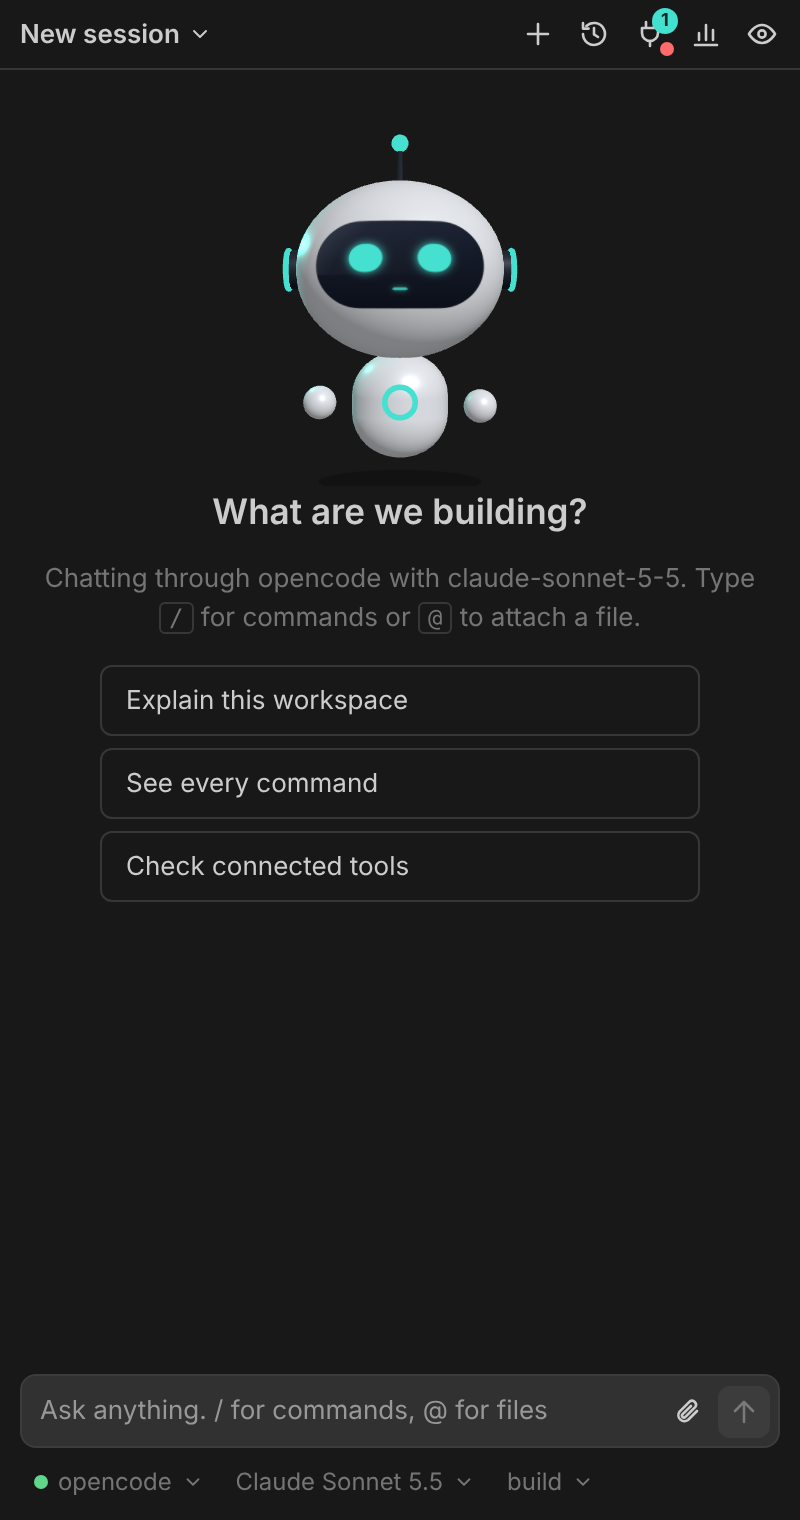 New session
1
What are we building?
Chatting through opencode with claude-sonnet-5-5. Type
/ for commands or @ to attach a file.
Explain this workspace
See every command
Check connected tools
Ask anything. / for commands, @ for files
opencode Claude Sonnet 5.5 build